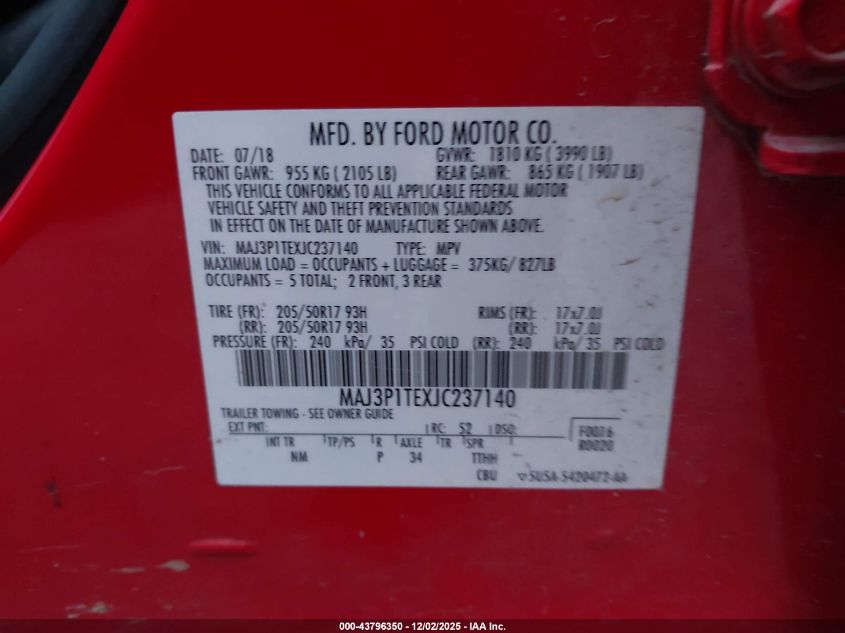 MFD. BY FORD MOTOR CO.
DATE: 07/18 GVWR: 1810 KG ( 3990 LB)
FRONT GAWR: 955 KG ( 2105 LB) REAR GAWR: 865 KG ( 1907 LB)
THIS VEHICLE CONFORMS TO ALL APPLICABLE FEDERAL MOTOR
VEHICLE SAFETY AND THEFT PREVENTION STANDARDS
IN EFFECT ON THE DATE OF MANUFACTURE SHOWN ABOVE.
VIN: MAJ3P1TEXJC237140 TYPE: MPV
MAXIMUM LOAD = OCCUPANTS + LUGGAGE = 375KG/ 827LB
OCCUPANTS = 5 TOTAL; 2 FRONT, 3 REAR
TIRE (FR): 205/50R17 93H RIMS (FR): 17x7.0J
(RR): 205/50R17 93H (RR): 17x7.0J
PRESSURE (FR): 240 kPa/ 35 PSI COLD (RR): 240 kPa/ 35 PSI COLD
MAJ3P1TEXJC237140
TRAILER TOWING - SEE OWNER GUIDE
EXT PNT: RC: 52 DSO: F0016
INT TR TP/PS R AXLE TR SPR R0020
NM P 34 TTHH
CBU SU5A-5420472-AA
000-43796350 • 12/02/2025 • IAA Inc.